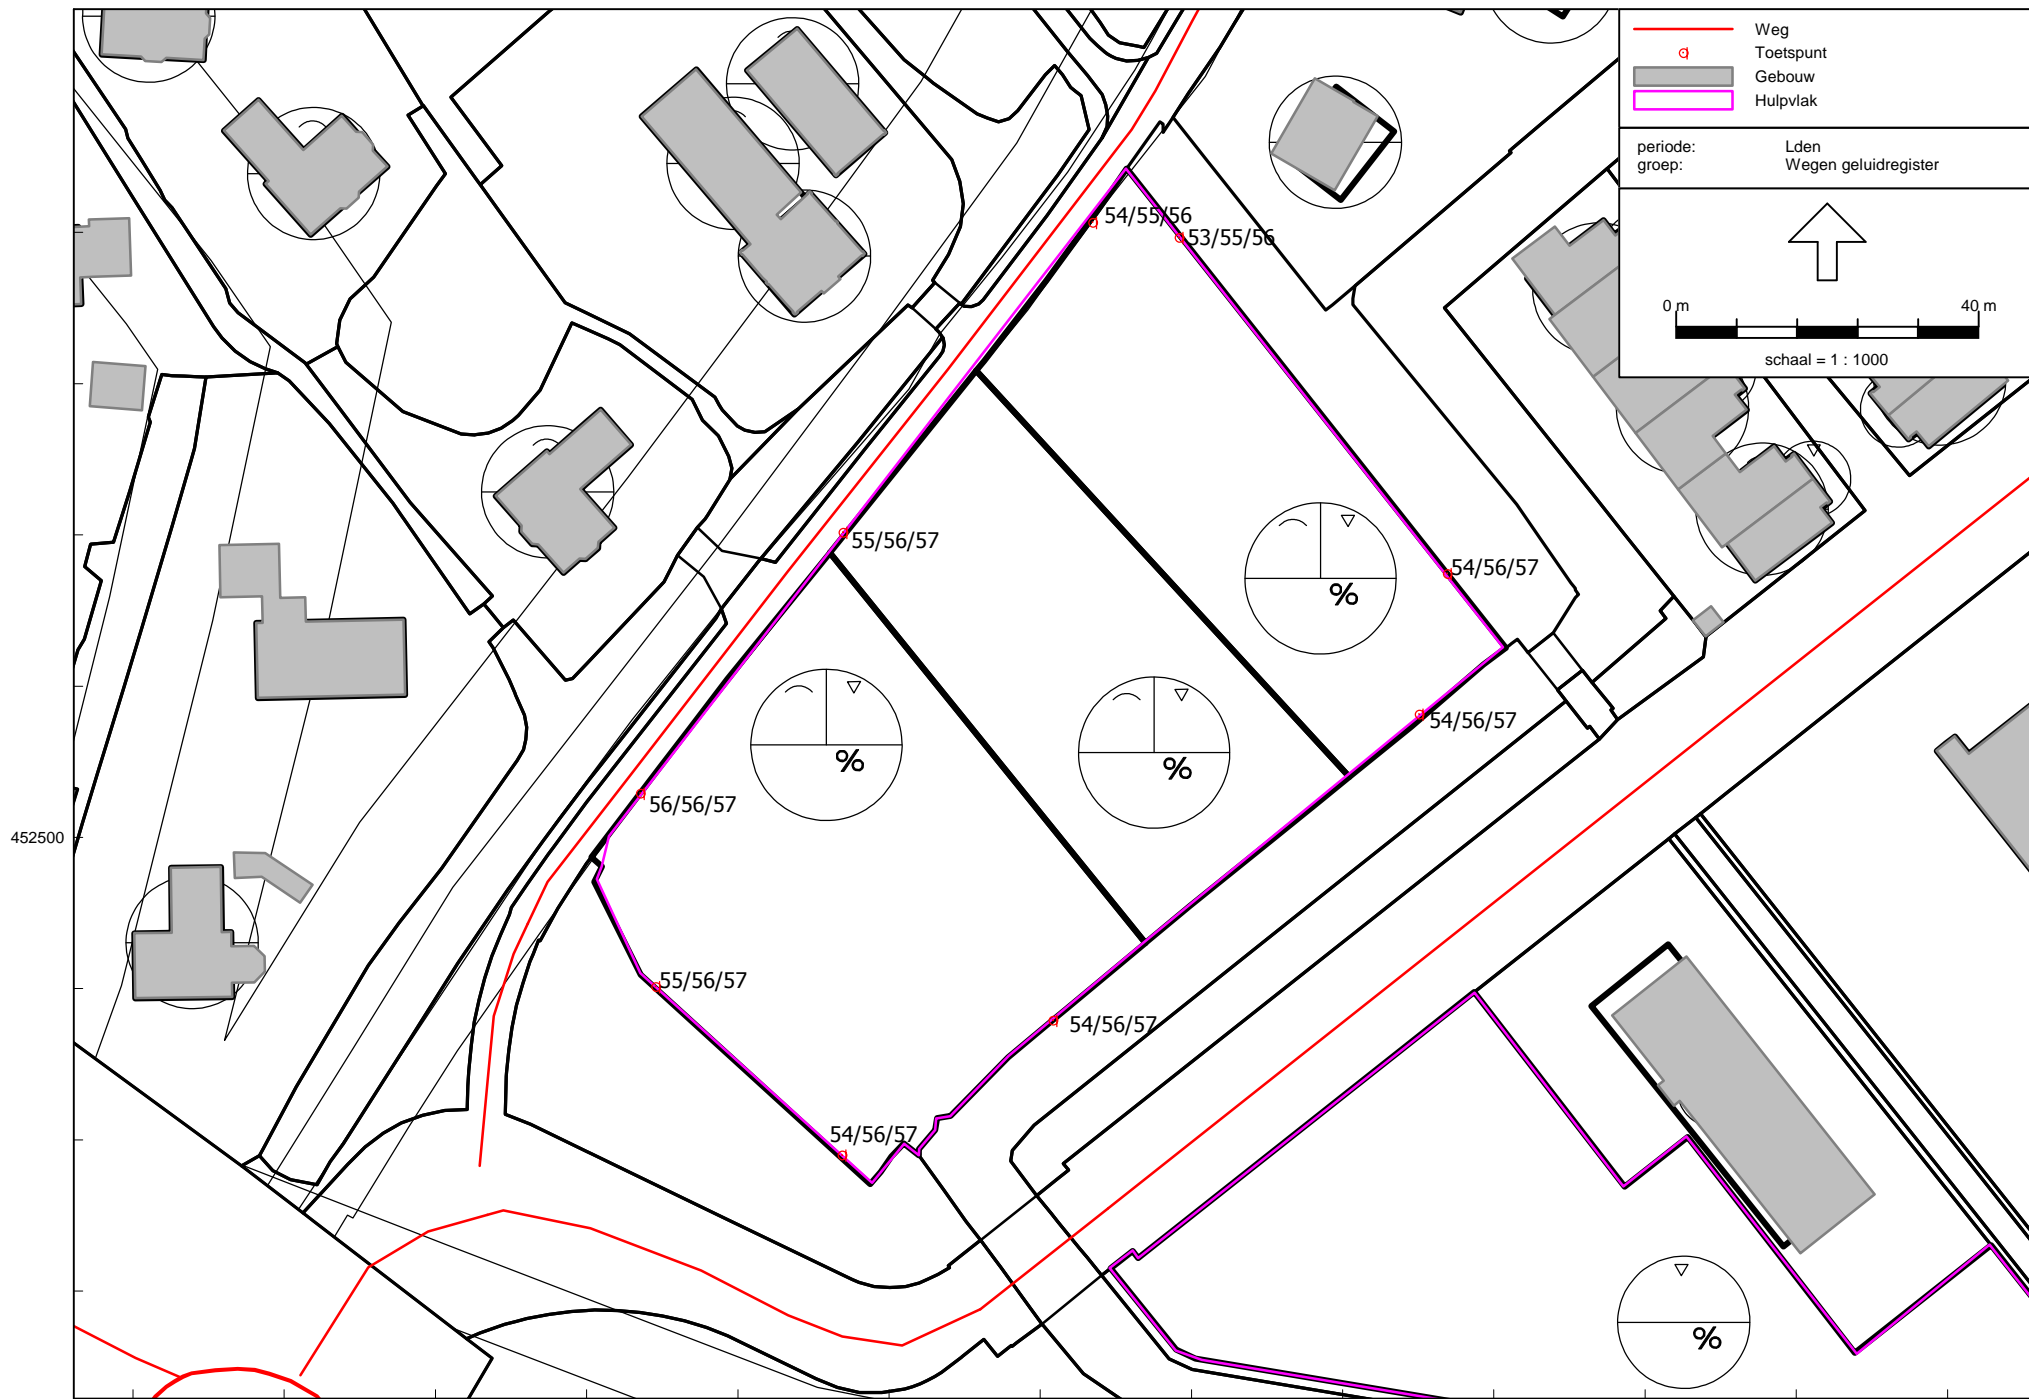 Weg
Toetspunt
Gebouw
Hulpvlak
periode: Lden
groep: Wegen geluidregister
0 m 40 m
schaal = 1 : 1000
54/55/56
53/55/56
55/56/57
54/56/57
%
54/56/57
%
%
56/56/57
452500
55/56/57
54/56/57
54/56/57
%